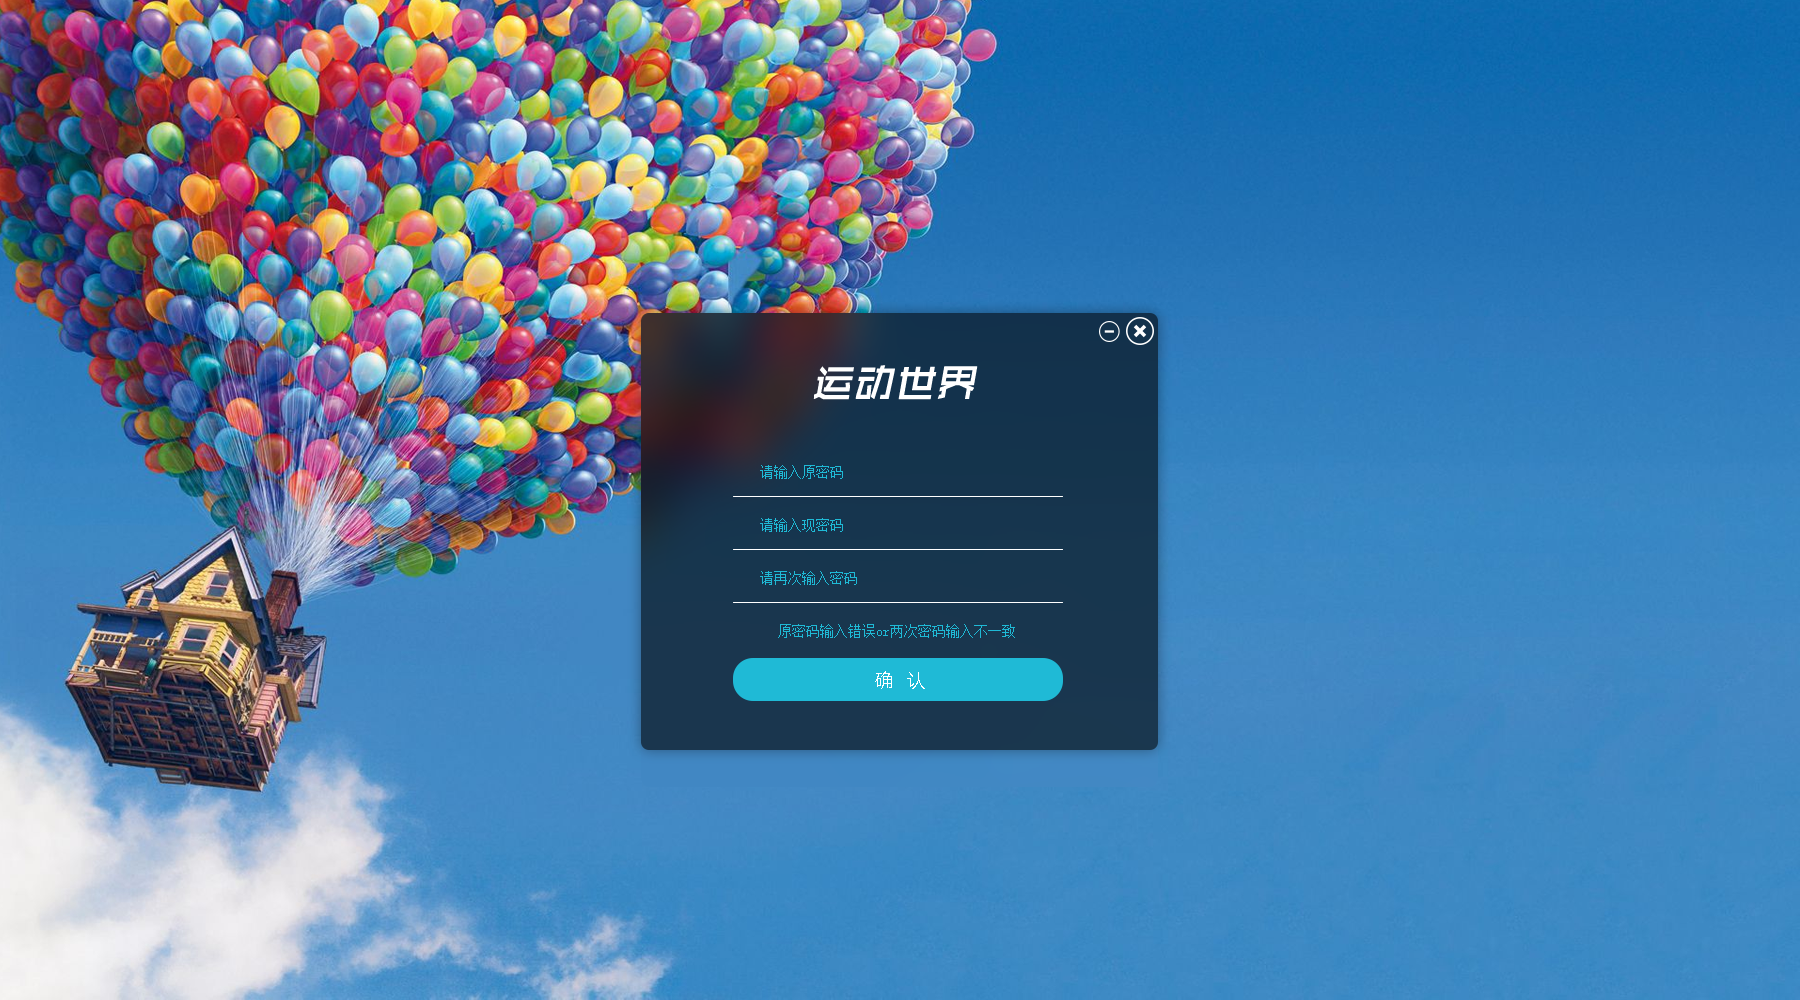 运动世界
请输入原密码
请输入现密码
请再次输入密码
原密码输入错误or两次密码输入不一致
确 认